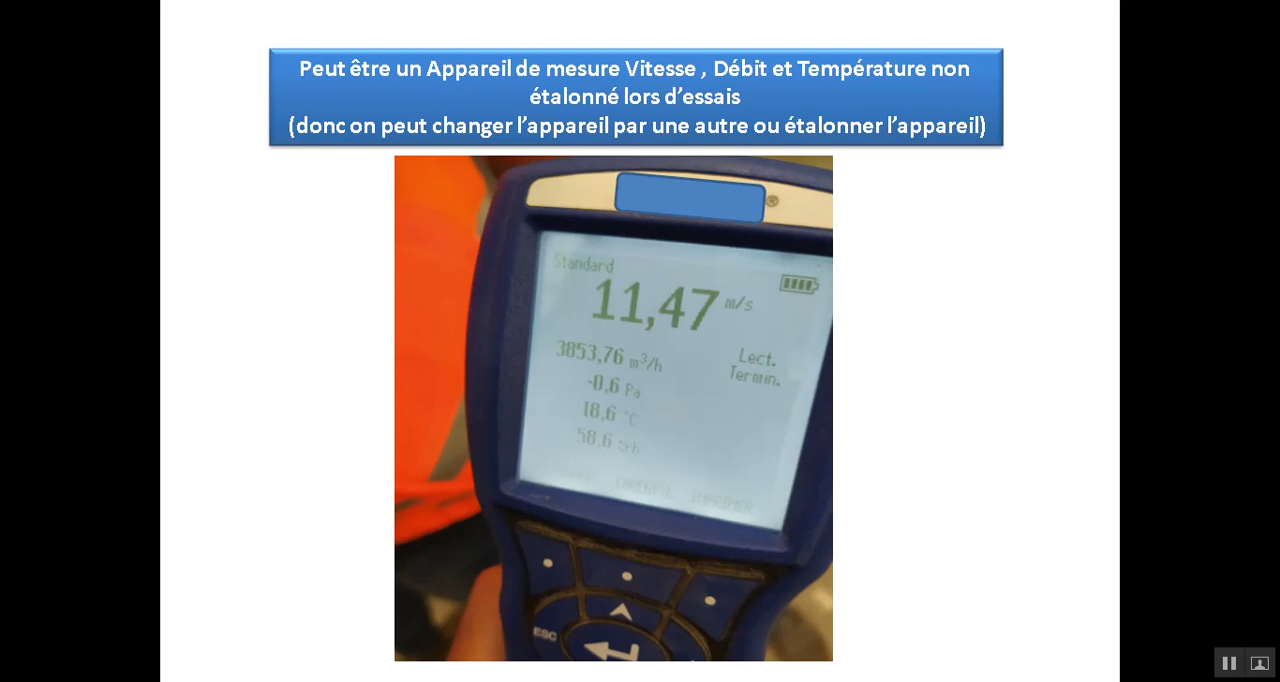 Peut être un Appareil de mesure Vitesse , Débit et Température non
étalonné lors d’essais
(donc on peut changer l’appareil par une autre ou étalonner l’appareil)
®
Standard
11,47 m/s
3853,76 m³/h
Lect.
Termin.
-0,6 Pa
18,6 °C
58,6 %rh
IMPRIMER
ESC